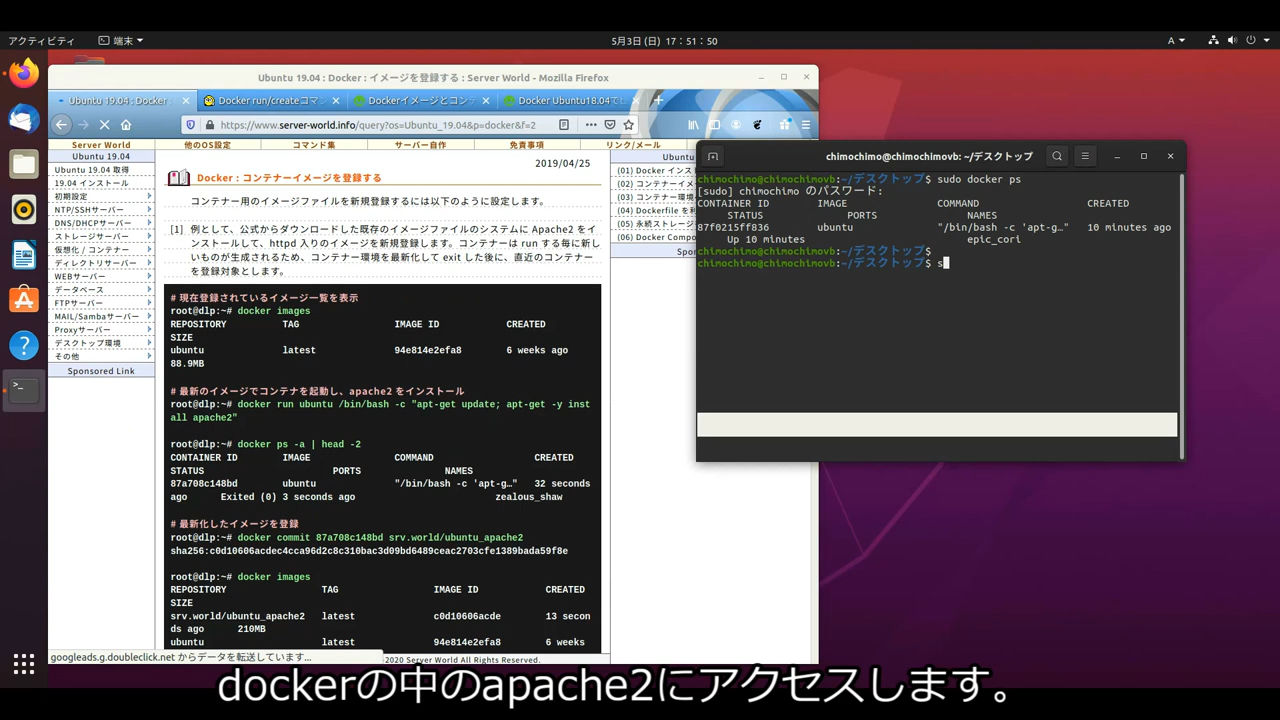 アクティビティ
端末
5月3日 (日) 17:51:50
A
Ubuntu 19.04 : Docker : イメージを登録する : Server World - Mozilla Firefox
Ubuntu 19.04 : Docker
Docker run/createコマン
Dockerイメージとコンテ
Docker Ubuntu18.04でビ
https://www.server-world.info/query?os=Ubuntu_19.04&p=docker&f=2
Server World
他のOS設定
コマンド集
サーバー自作
免責事項
リンク/メール
Ubuntu 19.04
Ubuntu 19.04 取得
19.04 インストール
初期設定
NTP/SSHサーバー
DNS/DHCPサーバー
ストレージサーバー
仮想化 / コンテナー
ディレクトリサーバー
WEBサーバー
データベース
FTPサーバー
MAIL/Sambaサーバー
Proxyサーバー
デスクトップ環境
その他
Sponsored Link
2019/04/25
Docker : コンテナーイメージを登録する
コンテナー用のイメージファイルを新規登録するには以下のように設定します。
[1] 例として、公式からダウンロードした既存のイメージファイルのシステムに Apache2 をイ
ンストールして、httpd 入りのイメージを新規登録します。コンテナーは run する毎に新し
いものが生成されるため、コンテナー環境を最新化して exit した後に、直近のコンテナー
を登録対象とします。
# 現在登録されているイメージ一覧を表示
root@dlp:~# docker images
REPOSITORY TAG IMAGE ID CREATED
SIZE
ubuntu latest 94e814e2efa8 6 weeks ago
88.9MB
# 最新のイメージでコンテナを起動し、apache2 をインストール
root@dlp:~# docker run ubuntu /bin/bash -c "apt-get update; apt-get -y inst
all apache2"
root@dlp:~# docker ps -a | head -2
CONTAINER ID IMAGE COMMAND CREATED
STATUS PORTS NAMES
87a708c148bd ubuntu "/bin/bash -c 'apt-g…" 32 seconds
ago Exited (0) 3 seconds ago zealous_shaw
# 最新化したイメージを登録
root@dlp:~# docker commit 87a708c148bd srv.world/ubuntu_apache2
sha256:c0d10606acdec4cca96d2c8c310bac3d09bd6489ceac2703cfe1389bada59f8e
root@dlp:~# docker images
REPOSITORY TAG IMAGE ID CREATED
SIZE
srv.world/ubuntu_apache2 latest c0d10606acde 13 secon
ds ago 210MB
ubuntu latest 94e814e2efa8 6 weeks
googleads.g.doubleclick.net からデータを転送しています...
2020 Server World All Rights Reserved.
Ubuntu
(01) Docker インス
(02) コンテナーイメ
(03) コンテナー環境へ
(04) Dockerfile を利
(05) 永続ストレージ
(06) Docker Compo
Spon
chimochimo@chimochimovb: ~/デスクトップ
chimochimo@chimochimovb:~/デスクトップ$ sudo docker ps
[sudo] chimochimo のパスワード:
CONTAINER ID IMAGE COMMAND CREATED
STATUS PORTS NAMES
87f0215ff836 ubuntu "/bin/bash -c 'apt-g…" 10 minutes ago
Up 10 minutes epic_cori
chimochimo@chimochimovb:~/デスクトップ$
chimochimo@chimochimovb:~/デスクトップ$ s
dockerの中のapache2にアクセスします。